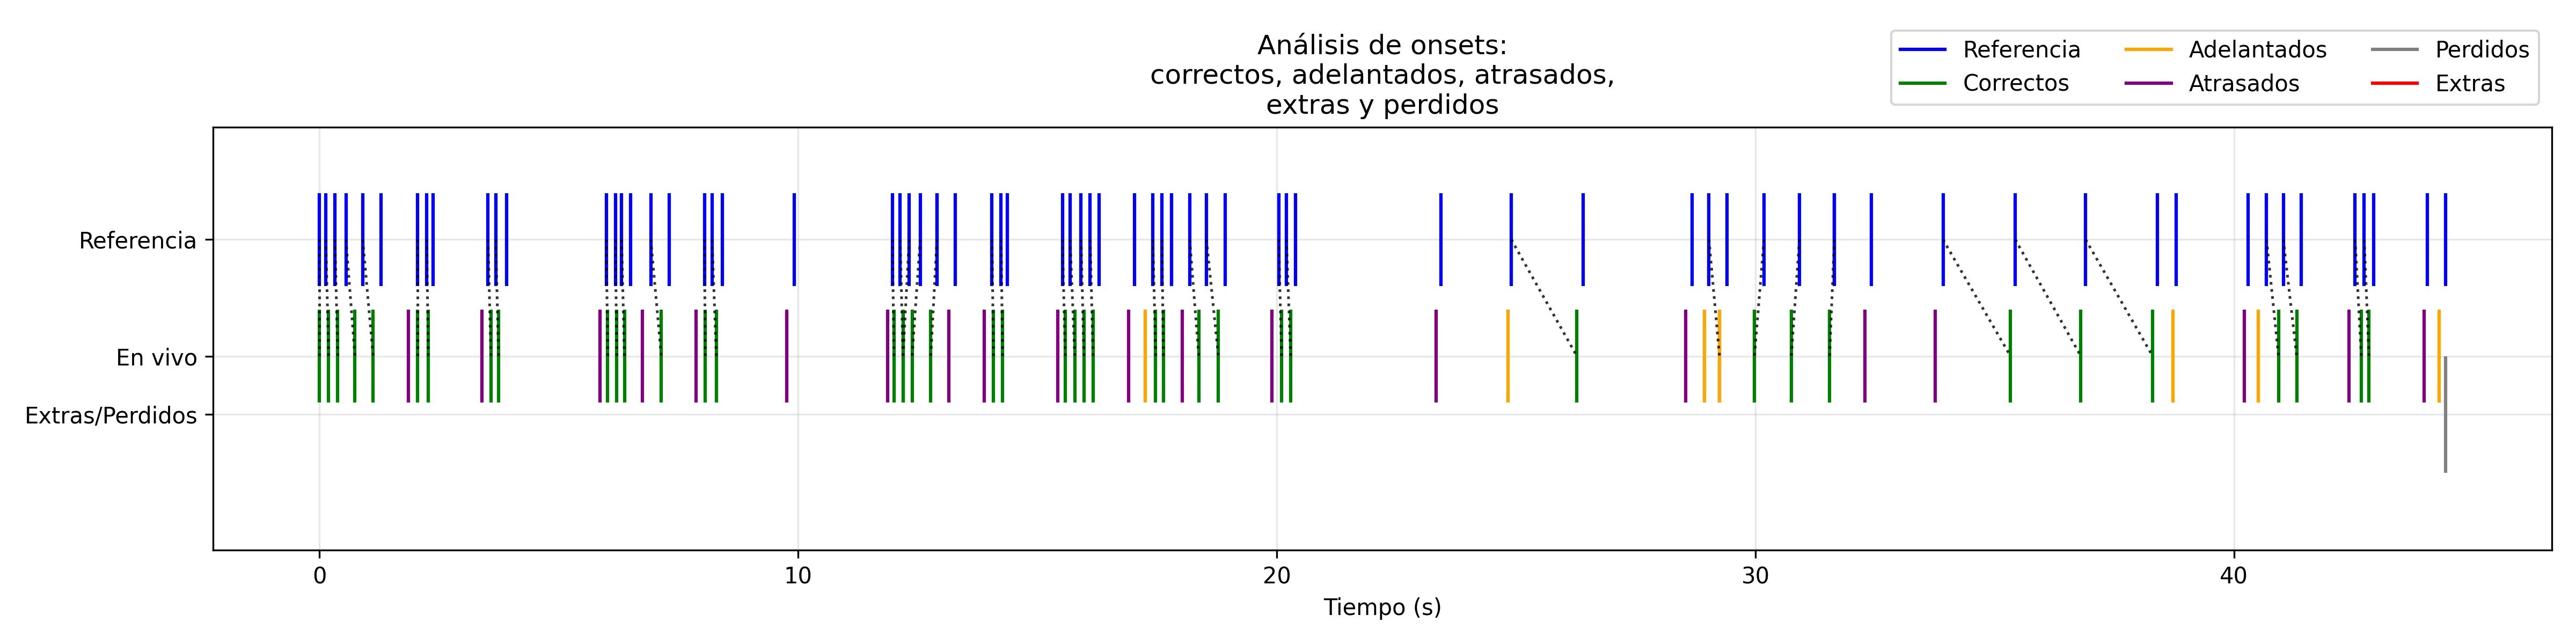 Análisis de onsets:
correctos, adelantados, atrasados,
extras y perdidos
Referencia
Correctos
Adelantados
Atrasados
Perdidos
Extras
Referencia
En vivo
Extras/Perdidos
0
10
20
30
40
Tiempo (s)